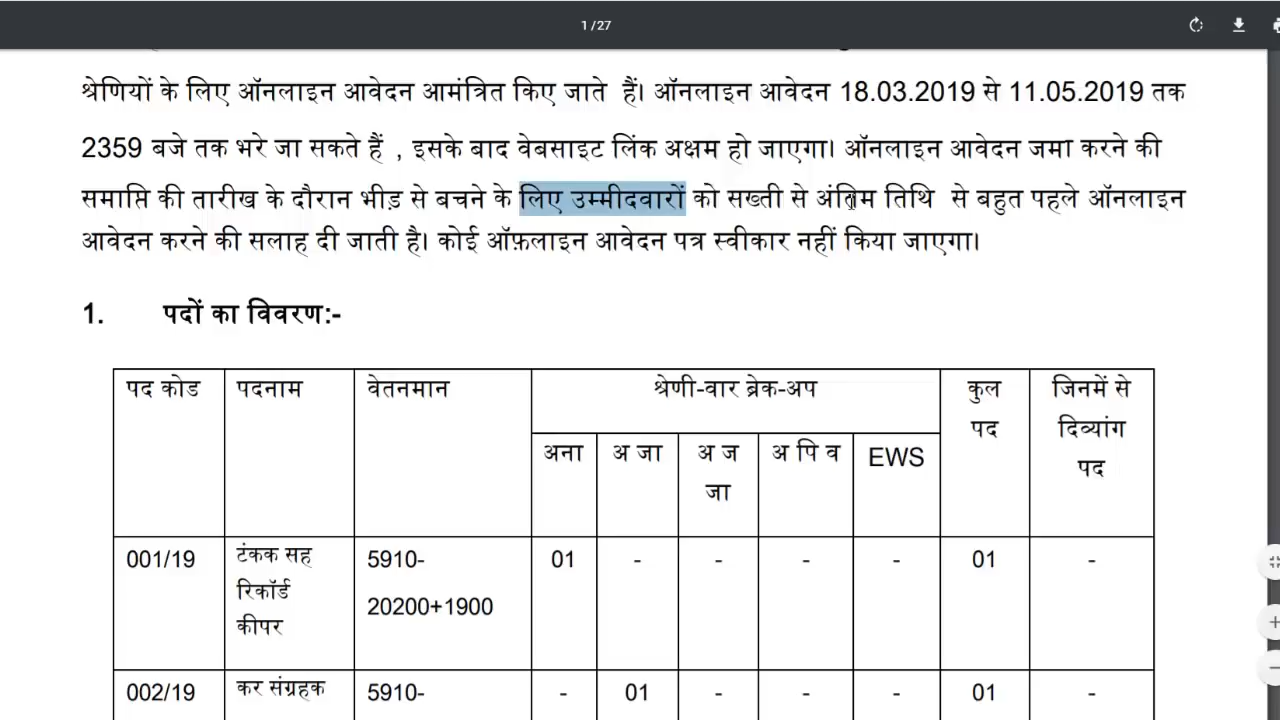 1 / 27
श्रेणियों के लिए ऑनलाइन आवेदन आमंत्रित किए जाते हैं। ऑनलाइन आवेदन 18.03.2019 से 11.05.2019 तक
2359 बजे तक भरे जा सकते हैं , इसके बाद वेबसाइट लिंक अक्षम हो जाएगा। ऑनलाइन आवेदन जमा करने की
समाप्ति की तारीख के दौरान भीड़ से बचने के लिए उम्मीदवारों को सख्ती से अंतिम तिथि से बहुत पहले ऑनलाइन
आवेदन करने की सलाह दी जाती है। कोई ऑफ़लाइन आवेदन पत्र स्वीकार नहीं किया जाएगा।
1. पदों का विवरण:-
पद कोड पदनाम वेतनमान श्रेणी-वार ब्रेक-अप कुल जिनमें से
पद दिव्यांग
पद
अना अ जा अ ज अ पि व EWS
जा
001/19 टंकक सह 5910- 01 - - - - 01 -
रिकॉर्ड 20200+1900
कीपर
002/19 कर संग्रहक 5910- - 01 - - - 01 -